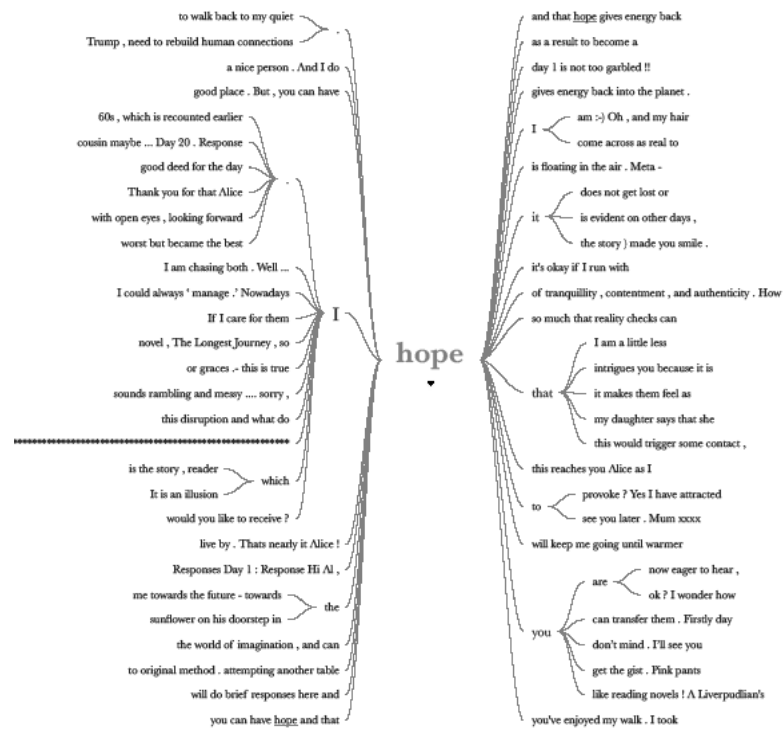 to walk back to my quiet
Trump , need to rebuild human connections
.
a nice person . And I do
good place . But , you can have
60s , which is recounted earlier
cousin maybe ... Day 20 . Response
good deed for the day
Thank you for that Alice
with open eyes , looking forward
worst but became the best
.
I am chasing both . Well ...
I could always ' manage .' Nowadays
If I care for them
novel , The Longest Journey , so
or graces .- this is true
sounds rambling and messy .... sorry ,
this disruption and what do
I
is the story , reader
It is an illusion
which
would you like to receive ?
live by . Thats nearly it Alice !
Responses Day 1 : Response Hi Al ,
me towards the future - towards
sunflower on his doorstep in
the
the world of imagination , and can
to original method . attempting another table
will do brief responses here and
you can have hope and that
hope
and that hope gives energy back
as a result to become a
day 1 is not too garbled !!
gives energy back into the planet .
I
am :-) Oh , and my hair
come across as real to
is floating in the air . Meta -
it
does not get lost or
is evident on other days ,
the story ) made you smile .
it's okay if I run with
of tranquillity , contentment , and authenticity . How
so much that reality checks can
that
I am a little less
intrigues you because it is
it makes them feel as
my daughter says that she
this would trigger some contact ,
this reaches you Alice as I
to
provoke ? Yes I have attracted
see you later . Mum xxxx
will keep me going until warmer
you
are
now eager to hear ,
ok ? I wonder how
can transfer them . Firstly day
don't mind . I'll see you
get the gist . Pink pants
like reading novels ! A Liverpudlian's
you've enjoyed my walk . I took